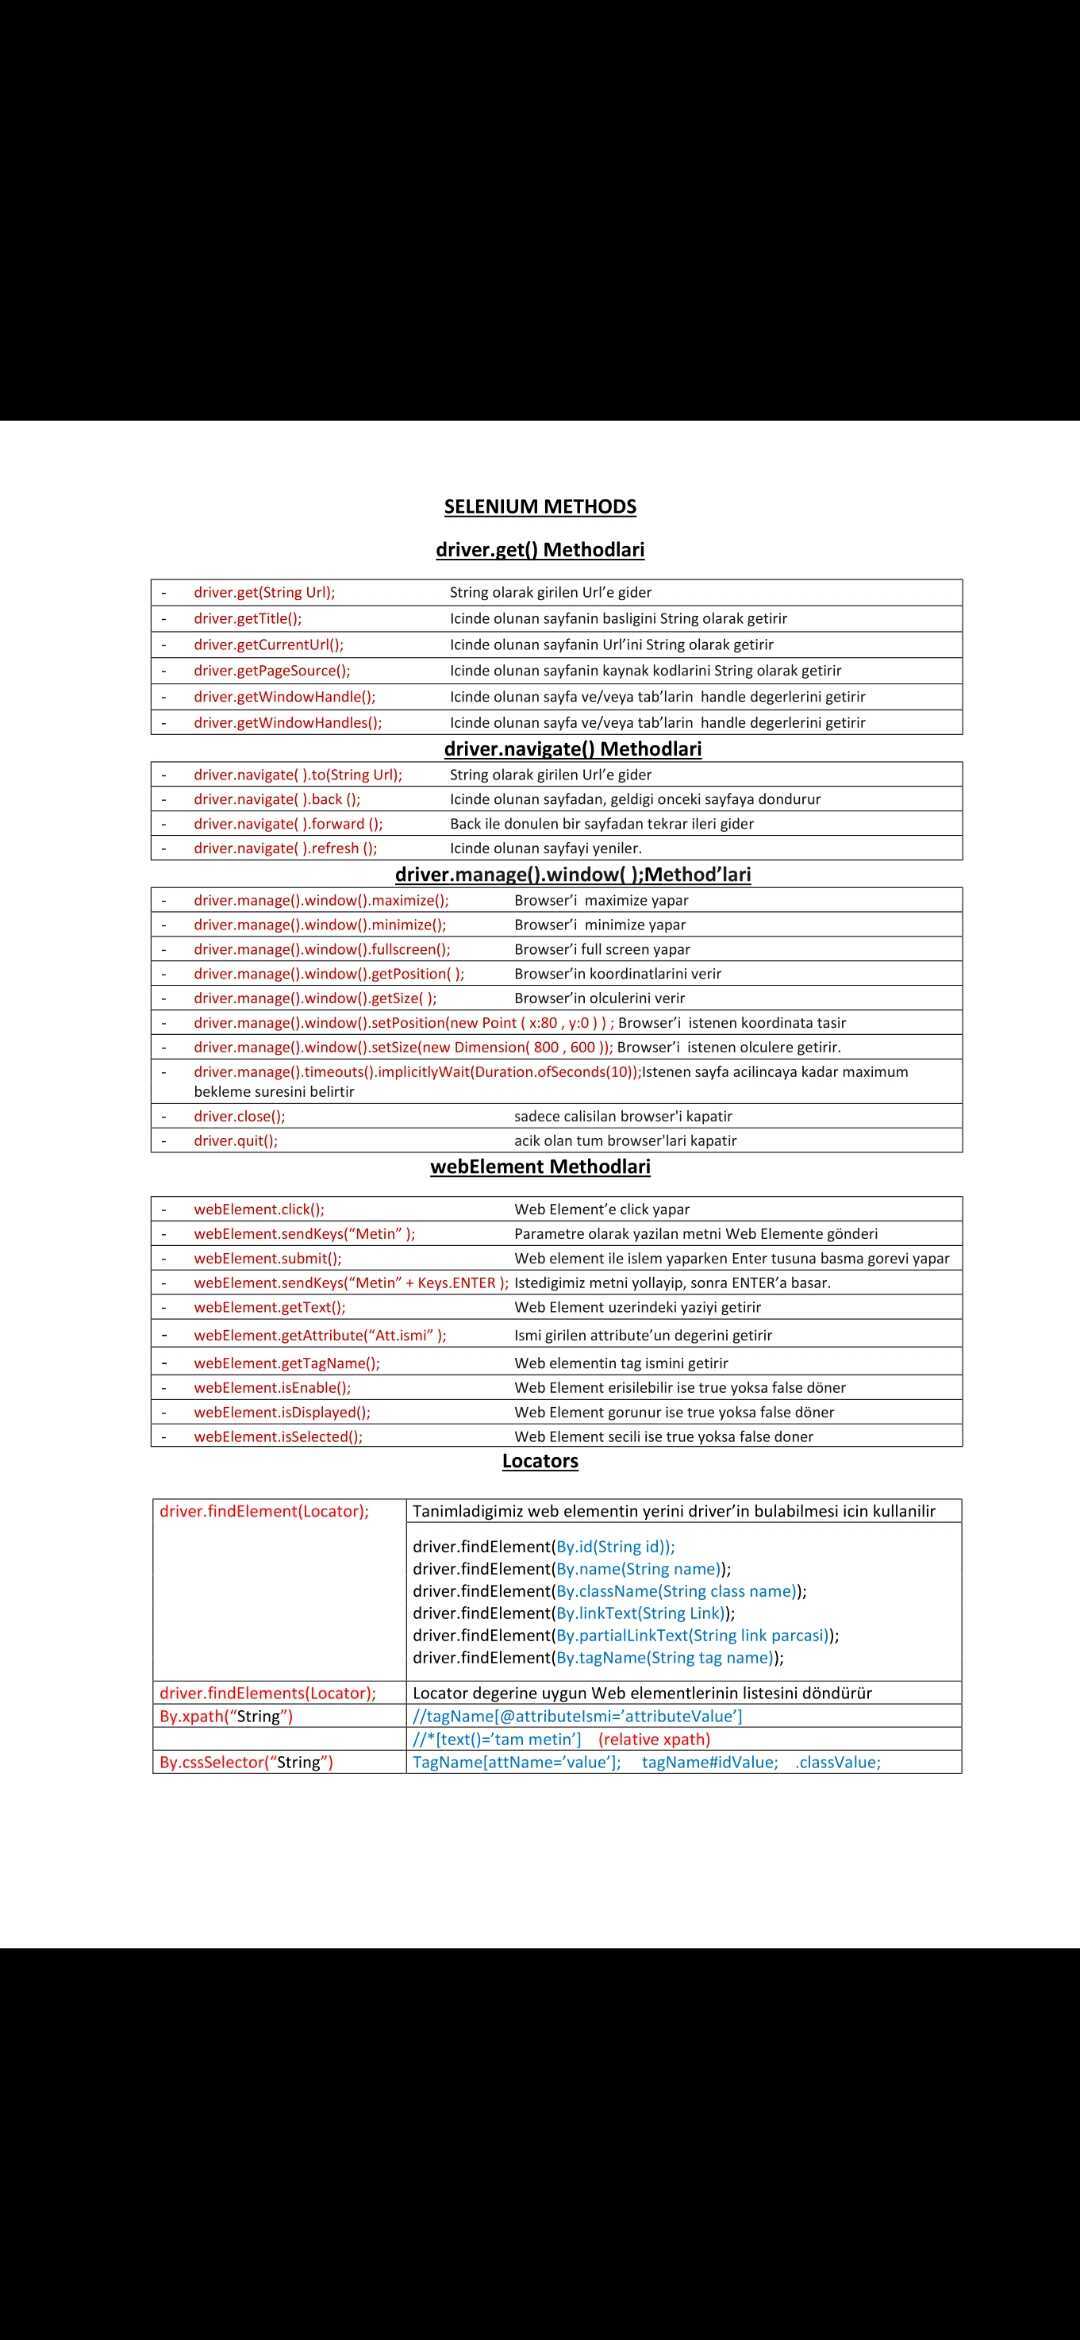 SELENIUM METHODS
driver.get() Methodlari
- driver.get(String Url); String olarak girilen Url’e gider
- driver.getTitle(); Icinde olunan sayfanin basligini String olarak getirir
- driver.getCurrentUrl(); Icinde olunan sayfanin Url’ini String olarak getirir
- driver.getPageSource(); Icinde olunan sayfanin kaynak kodlarini String olarak getirir
- driver.getWindowHandle(); Icinde olunan sayfa ve/veya tab’larin handle degerlerini getirir
- driver.getWindowHandles(); Icinde olunan sayfa ve/veya tab’larin handle degerlerini getirir
driver.navigate() Methodlari
- driver.navigate( ).to(String Url); String olarak girilen Url’e gider
- driver.navigate( ).back (); Icinde olunan sayfadan, geldigi onceki sayfaya dondurur
- driver.navigate( ).forward (); Back ile donulen bir sayfadan tekrar ileri gider
- driver.navigate( ).refresh (); Icinde olunan sayfayi yeniler.
driver.manage().window( );Method’lari
- driver.manage().window().maximize(); Browser’i maximize yapar
- driver.manage().window().minimize(); Browser’i minimize yapar
- driver.manage().window().fullscreen(); Browser’i full screen yapar
- driver.manage().window().getPosition( ); Browser’in koordinatlarini verir
- driver.manage().window().getSize( ); Browser’in olculerini verir
- driver.manage().window().setPosition(new Point ( x:80 , y:0 ) ) ; Browser’i istenen koordinata tasir
- driver.manage().window().setSize(new Dimension( 800 , 600 )); Browser’i istenen olculere getirir.
- driver.manage().timeouts().implicitlyWait(Duration.ofSeconds(10));Istenen sayfa acilincaya kadar maximum
bekleme suresini belirtir
- driver.close(); sadece calisilan browser'i kapatir
- driver.quit(); acik olan tum browser'lari kapatir
webElement Methodlari
- webElement.click(); Web Element’e click yapar
- webElement.sendKeys(“Metin” ); Parametre olarak yazilan metni Web Elemente gönderi
- webElement.submit(); Web element ile islem yaparken Enter tusuna basma gorevi yapar
- webElement.sendKeys(“Metin” + Keys.ENTER ); Istedigimiz metni yollayip, sonra ENTER’a basar.
- webElement.getText(); Web Element uzerindeki yaziyi getirir
- webElement.getAttribute(“Att.ismi” ); Ismi girilen attribute’un degerini getirir
- webElement.getTagName(); Web elementin tag ismini getirir
- webElement.isEnable(); Web Element erisilebilir ise true yoksa false döner
- webElement.isDisplayed(); Web Element gorunur ise true yoksa false döner
- webElement.isSelected(); Web Element secili ise true yoksa false doner
Locators
driver.findElement(Locator); Tanimladigimiz web elementin yerini driver’in bulabilmesi icin kullanilir
driver.findElement(By.id(String id));
driver.findElement(By.name(String name));
driver.findElement(By.className(String class name));
driver.findElement(By.linkText(String Link));
driver.findElement(By.partialLinkText(String link parcasi));
driver.findElement(By.tagName(String tag name));
driver.findElements(Locator); Locator degerine uygun Web elementlerinin listesini döndürür
By.xpath(“String”) //tagName[@attributeIsmi=’attributeValue’]
//*[text()=’tam metin’] (relative xpath)
By.cssSelector(“String”) TagName[attName=’value’]; tagName#idValue; .classValue;